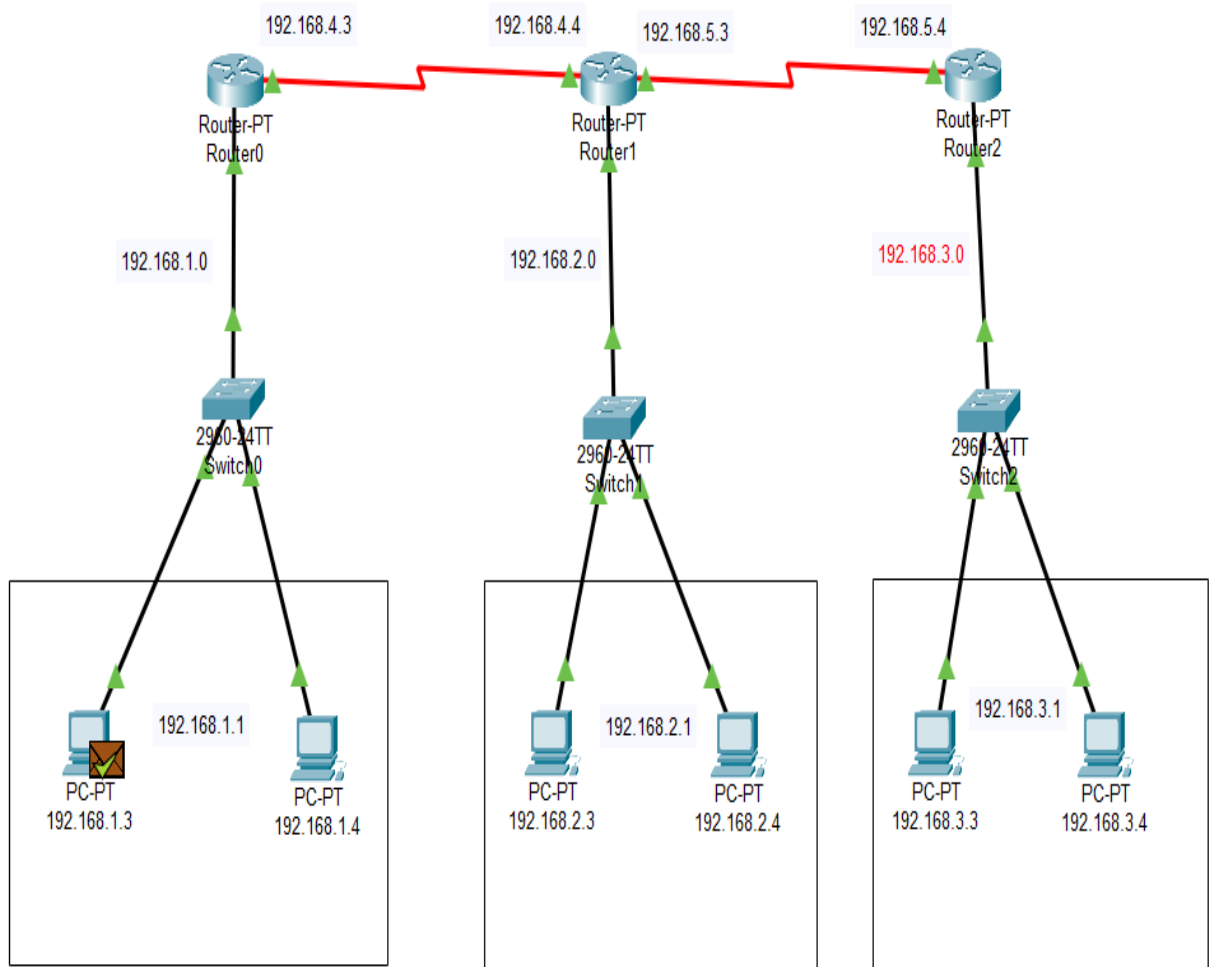 192.168.4.3
192.168.4.4
192.168.5.3
192.168.5.4
Router-PT
Router0
Router-PT
Router1
Router-PT
Router2
192.168.1.0
192.168.2.0
192.168.3.0
2960-24TT
Switch0
2960-24TT
Switch1
2960-24TT
Switch2
192.168.1.1
192.168.2.1
192.168.3.1
PC-PT
192.168.1.3
PC-PT
192.168.1.4
PC-PT
192.168.2.3
PC-PT
192.168.2.4
PC-PT
192.168.3.3
PC-PT
192.168.3.4